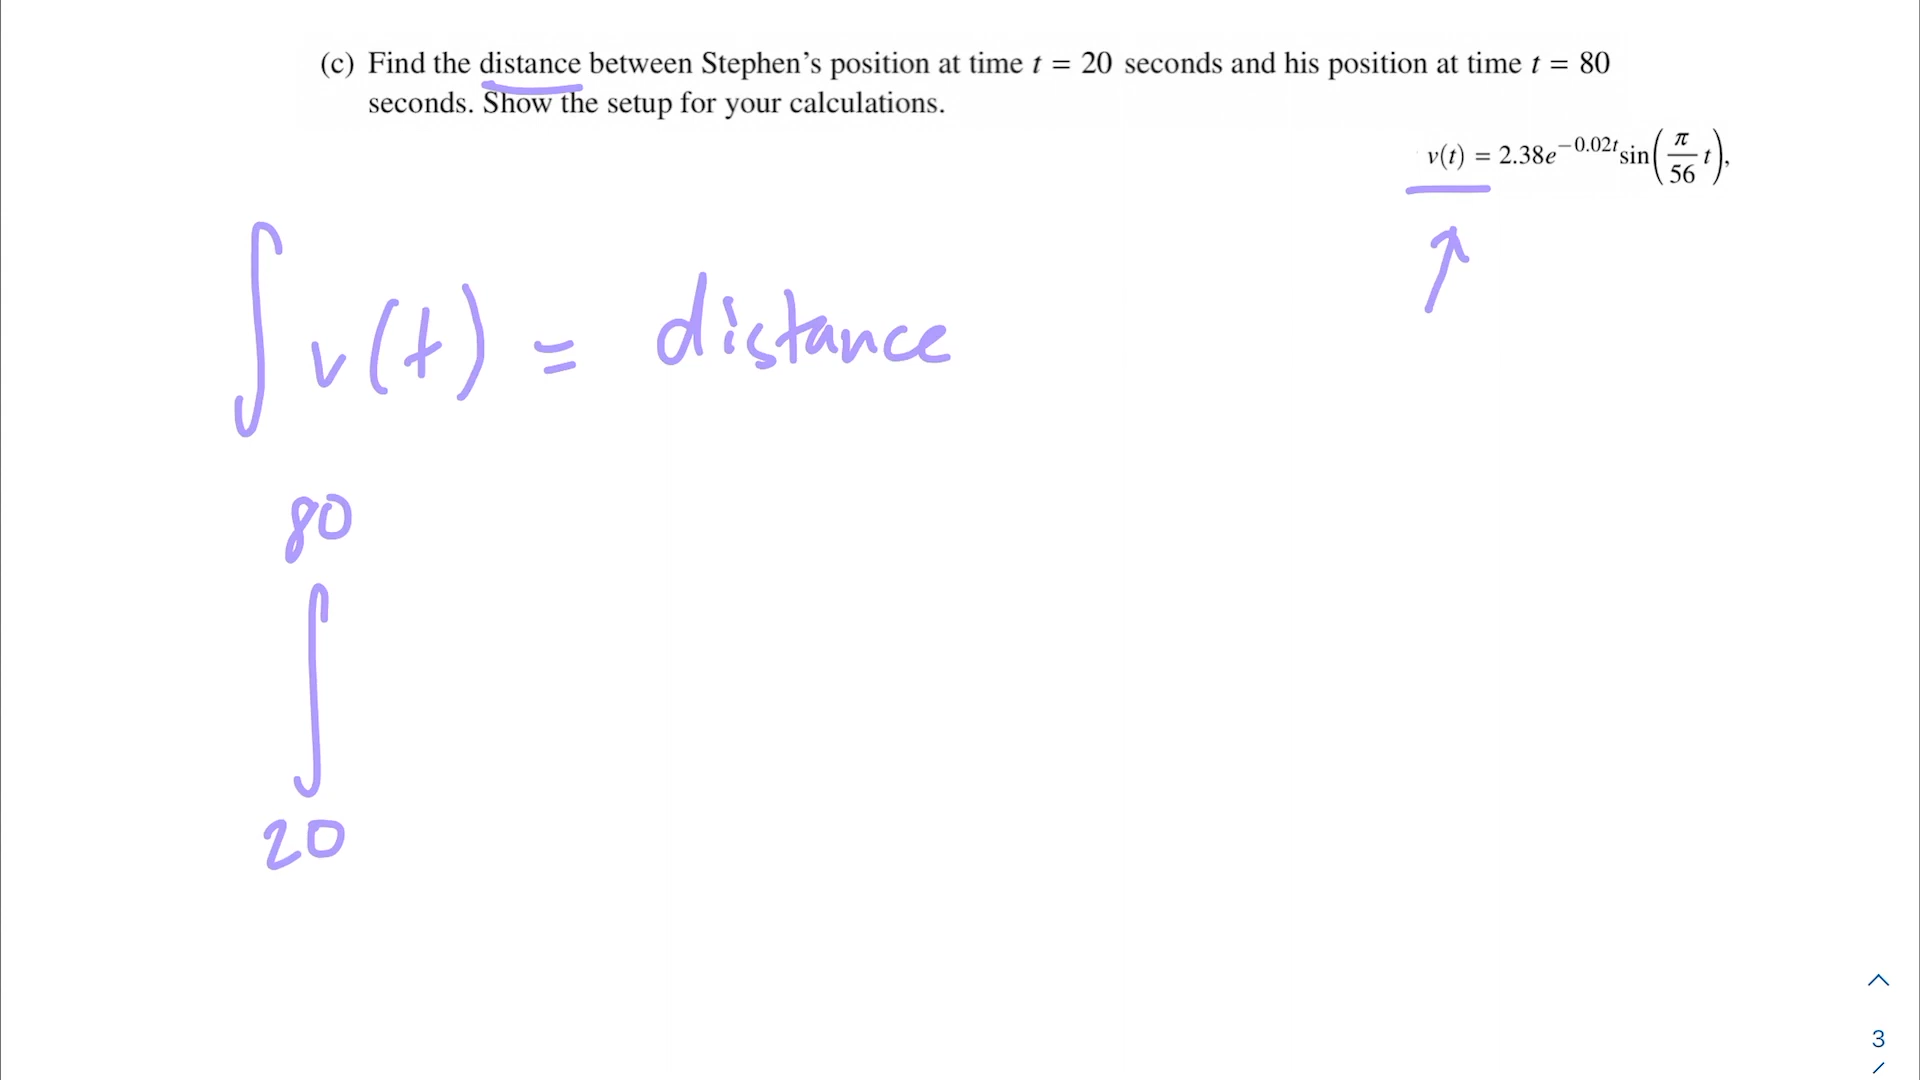 (c) Find the distance between Stephen’s position at time t = 20 seconds and his position at time t = 80
seconds. Show the setup for your calculations.
v(t) = 2.38e^{−0.02t} sin(π/56 t),
∫ v(t) = distance
80
∫
20
3